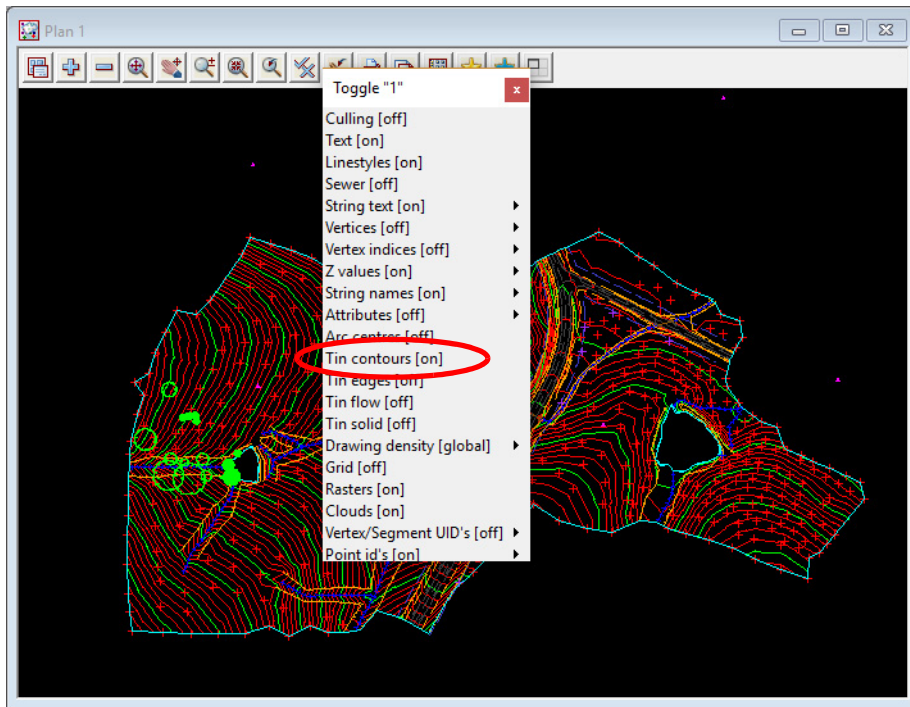 Plan 1
Toggle "1"
x
Culling [off]
Text [on]
Linestyles [on]
Sewer [off]
String text [on]
Vertices [off]
Vertex indices [off]
Z values [on]
String names [on]
Attributes [off]
Arc centres [off]
Tin contours [on]
Tin edges [off]
Tin flow [off]
Tin solid [off]
Drawing density [global]
Grid [off]
Rasters [on]
Clouds [on]
Vertex/Segment UID's [off]
Point id's [on]